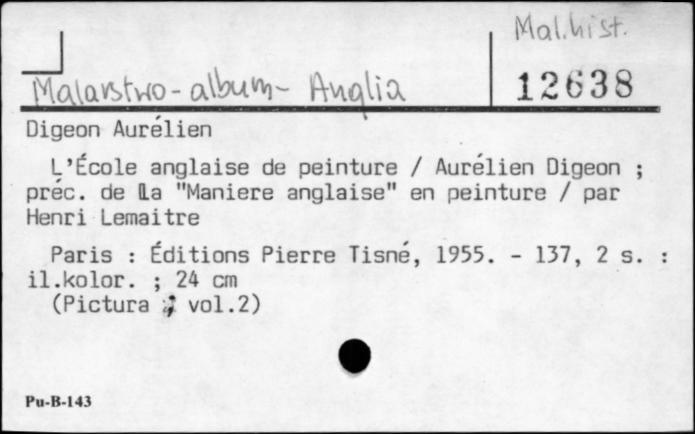 Mal.hist.
Malarstwo - album - Anglia
12638
Digeon Aurélien
L'École anglaise de peinture / Aurélien Digeon ;
préc. de la "Maniere anglaise" en peinture / par
Henri Lemaitre
Paris : Éditions Pierre Tisné, 1955. - 137, 2 s. :
il.kolor. ; 24 cm
(Pictura ; vol.2)
Pu-B-143